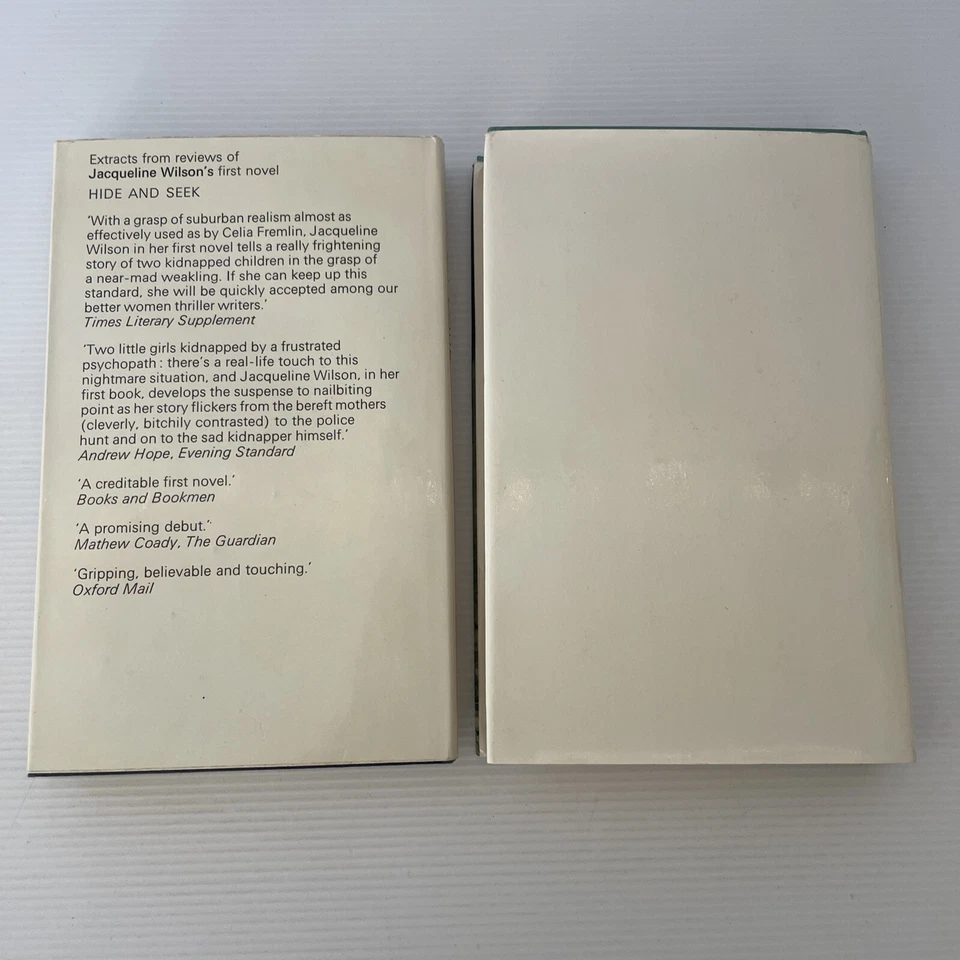 Extracts from reviews of
Jacqueline Wilson's first novel
HIDE AND SEEK
'With a grasp of suburban realism almost as
effectively used as by Celia Fremlin, Jacqueline
Wilson in her first novel tells a really frightening
story of two kidnapped children in the grasp of
a near-mad weakling. If she can keep up this
standard, she will be quickly accepted among our
better women thriller writers.'
Times Literary Supplement
'Two little girls kidnapped by a frustrated
psychopath: there's a real-life touch to this
nightmare situation, and Jacqueline Wilson, in her
first book, develops the suspense to nailbiting
point as her story flickers from the bereft mothers
(cleverly, bitchily contrasted) to the police
hunt and on to the sad kidnapper himself.'
Andrew Hope, Evening Standard
'A creditable first novel.'
Books and Bookmen
'A promising debut.'
Mathew Coady, The Guardian
'Gripping, believable and touching.'
Oxford Mail